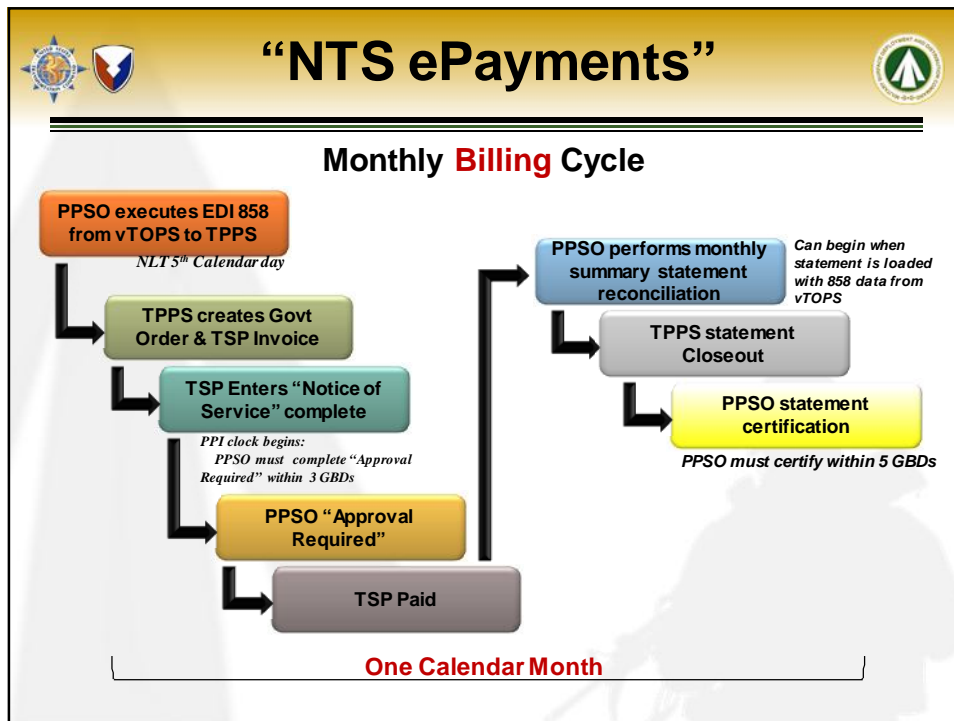 “NTS ePayments”
Monthly Billing Cycle
PPSO executes EDI 858
from vTOPS to TPPS
NLT 5th Calendar day
TPPS creates Govt
Order & TSP Invoice
TSP Enters “Notice of
Service” complete
PPI clock begins:
PPSO must complete “Approval
Required” within 3 GBDs
PPSO “Approval
Required”
TSP Paid
PPSO performs monthly
summary statement
reconciliation
Can begin when
statement is loaded
with 858 data from
vTOPS
TPPS statement
Closeout
PPSO statement
certification
PPSO must certify within 5 GBDs
One Calendar Month